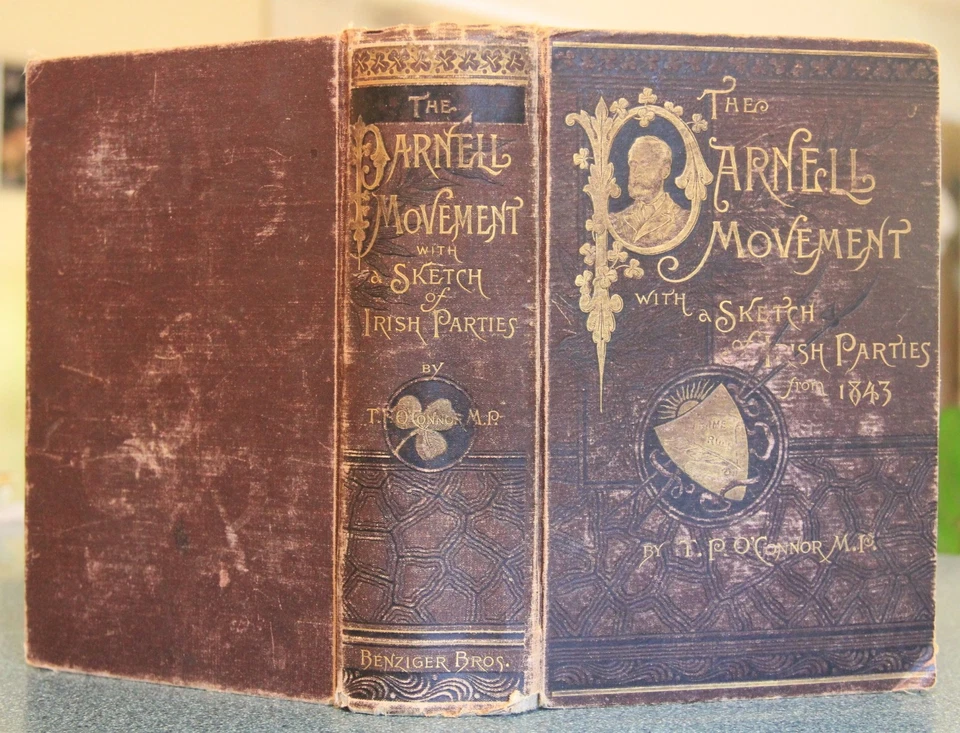 The
Parnell
Movement
with
a Sketch
of
Irish Parties
by
T. P. O'Connor M.P.
Benziger Bros.
The
Parnell
Movement
with a Sketch
of Irish Parties
from 1843
By T. P. O'Connor M.P.